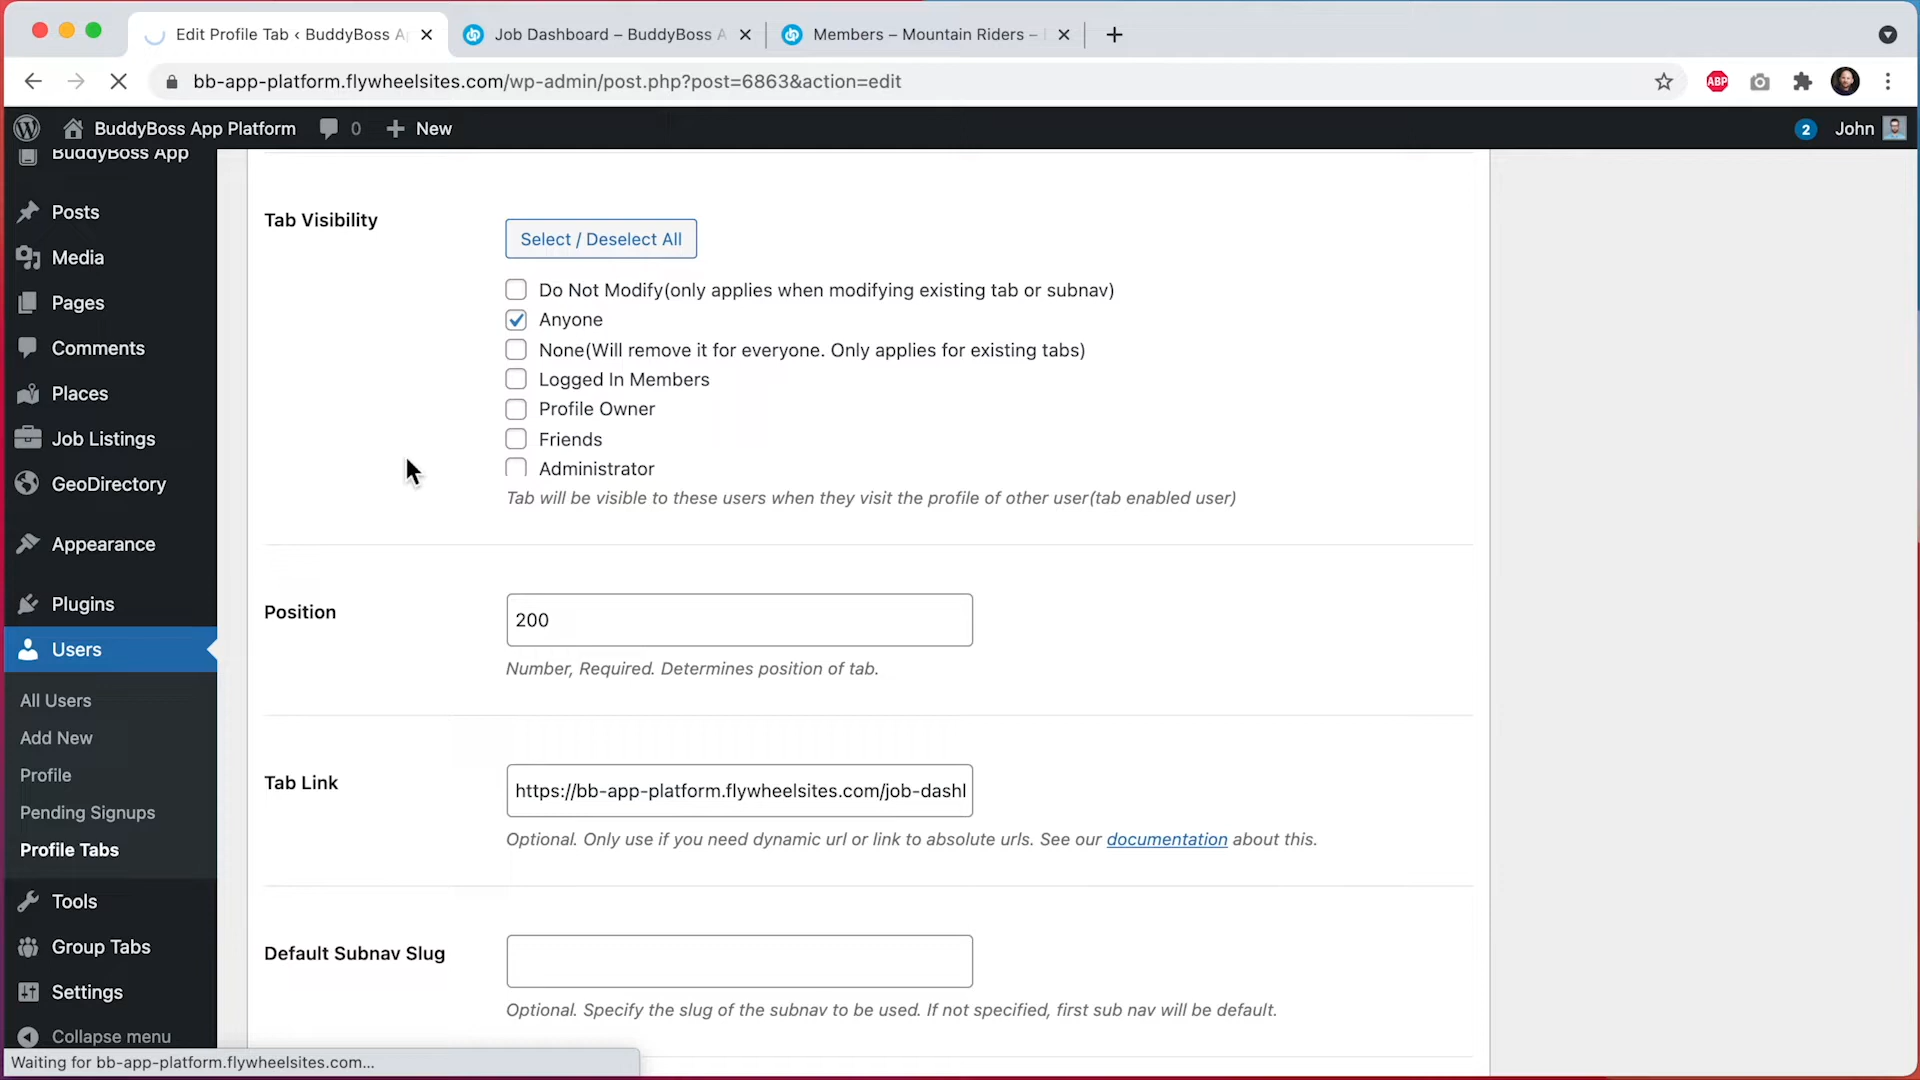 Edit Profile Tab ‹ BuddyBoss A
Job Dashboard – BuddyBoss A
Members – Mountain Riders –
bb-app-platform.flywheelsites.com/wp-admin/post.php?post=6863&action=edit
ABP
BuddyBoss App Platform
0
New
2
John
BuddyBoss App
Posts
Media
Pages
Comments
Places
Job Listings
GeoDirectory
Appearance
Plugins
Users
All Users
Add New
Profile
Pending Signups
Profile Tabs
Tools
Group Tabs
Settings
Collapse menu
Tab Visibility
Select / Deselect All
Do Not Modify(only applies when modifying existing tab or subnav)
Anyone
None(Will remove it for everyone. Only applies for existing tabs)
Logged In Members
Profile Owner
Friends
Administrator
Tab will be visible to these users when they visit the profile of other user(tab enabled user)
Position
200
Number, Required. Determines position of tab.
Tab Link
https://bb-app-platform.flywheelsites.com/job-dashl
Optional. Only use if you need dynamic url or link to absolute urls. See our documentation about this.
Default Subnav Slug
Optional. Specify the slug of the subnav to be used. If not specified, first sub nav will be default.
Waiting for bb-app-platform.flywheelsites.com...